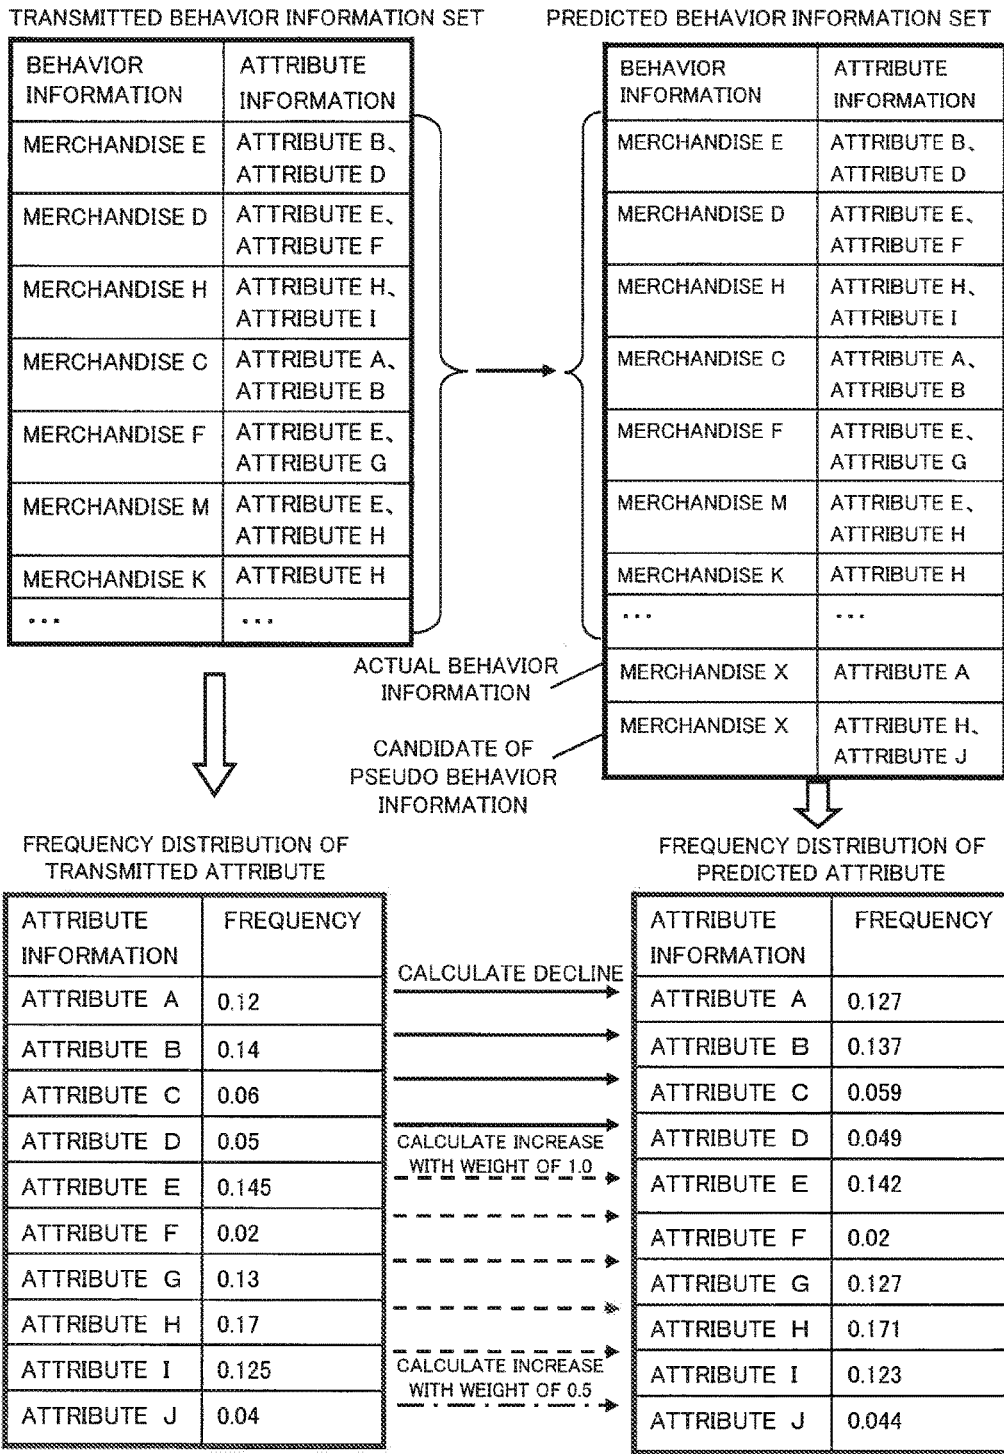 TRANSMITTED BEHAVIOR INFORMATION SET
BEHAVIOR INFORMATION
ATTRIBUTE INFORMATION
MERCHANDISE E
ATTRIBUTE B、
ATTRIBUTE D
MERCHANDISE D
ATTRIBUTE E、
ATTRIBUTE F
MERCHANDISE H
ATTRIBUTE H、
ATTRIBUTE I
MERCHANDISE C
ATTRIBUTE A、
ATTRIBUTE B
MERCHANDISE F
ATTRIBUTE E、
ATTRIBUTE G
MERCHANDISE M
ATTRIBUTE E、
ATTRIBUTE H
MERCHANDISE K
ATTRIBUTE H
...
...
PREDICTED BEHAVIOR INFORMATION SET
BEHAVIOR
INFORMATION
ATTRIBUTE
INFORMATION
MERCHANDISE E
ATTRIBUTE B、
ATTRIBUTE D
MERCHANDISE D
ATTRIBUTE E、
ATTRIBUTE F
MERCHANDISE H
ATTRIBUTE H、
ATTRIBUTE I
MERCHANDISE C
ATTRIBUTE A、
ATTRIBUTE B
MERCHANDISE F
ATTRIBUTE E、
ATTRIBUTE G
MERCHANDISE M
ATTRIBUTE E、
ATTRIBUTE H
MERCHANDISE K
ATTRIBUTE H
...
...
MERCHANDISE X
ATTRIBUTE A
MERCHANDISE X
ATTRIBUTE H、
ATTRIBUTE J
ACTUAL BEHAVIOR
INFORMATION
CANDIDATE OF
PSEUDO BEHAVIOR
INFORMATION
FREQUENCY DISTRIBUTION OF
TRANSMITTED ATTRIBUTE
ATTRIBUTE
INFORMATION
FREQUENCY
ATTRIBUTE A 0.12
ATTRIBUTE B 0.14
ATTRIBUTE C 0.06
ATTRIBUTE D 0.05
ATTRIBUTE E 0.145
ATTRIBUTE F 0.02
ATTRIBUTE G 0.13
ATTRIBUTE H 0.17
ATTRIBUTE I 0.125
ATTRIBUTE J 0.04
CALCULATE DECLINE
CALCULATE INCREASE
WITH WEIGHT OF 1.0
CALCULATE INCREASE
WITH WEIGHT OF 0.5
FREQUENCY DISTRIBUTION OF
PREDICTED ATTRIBUTE
ATTRIBUTE
INFORMATION
FREQUENCY
ATTRIBUTE A 0.127
ATTRIBUTE B 0.137
ATTRIBUTE C 0.059
ATTRIBUTE D 0.049
ATTRIBUTE E 0.142
ATTRIBUTE F 0.02
ATTRIBUTE G 0.127
ATTRIBUTE H 0.171
ATTRIBUTE I 0.123
ATTRIBUTE J 0.044